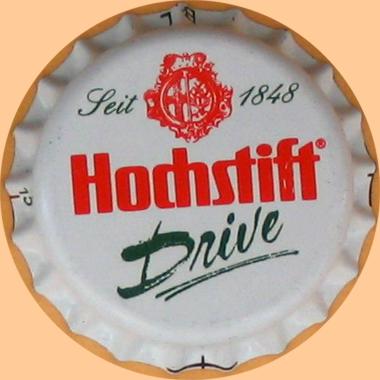 Seit 1848
Hochstift®
Drive